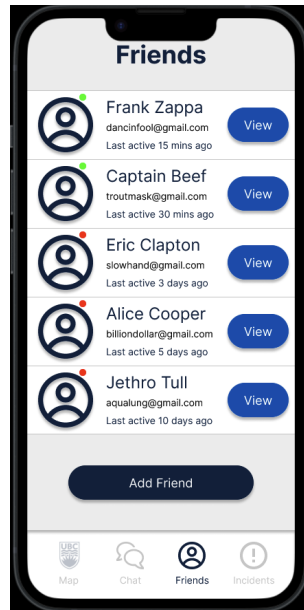 Friends
Frank Zappa
dancinfool@gmail.com
Last active 15 mins ago
View
Captain Beef
troutmask@gmail.com
Last active 30 mins ago
View
Eric Clapton
slowhand@gmail.com
Last active 3 days ago
View
Alice Cooper
billiondollar@gmail.com
Last active 5 days ago
View
Jethro Tull
aqualung@gmail.com
Last active 10 days ago
View
Add Friend
UBC
Map
Chat
Friends
Incidents